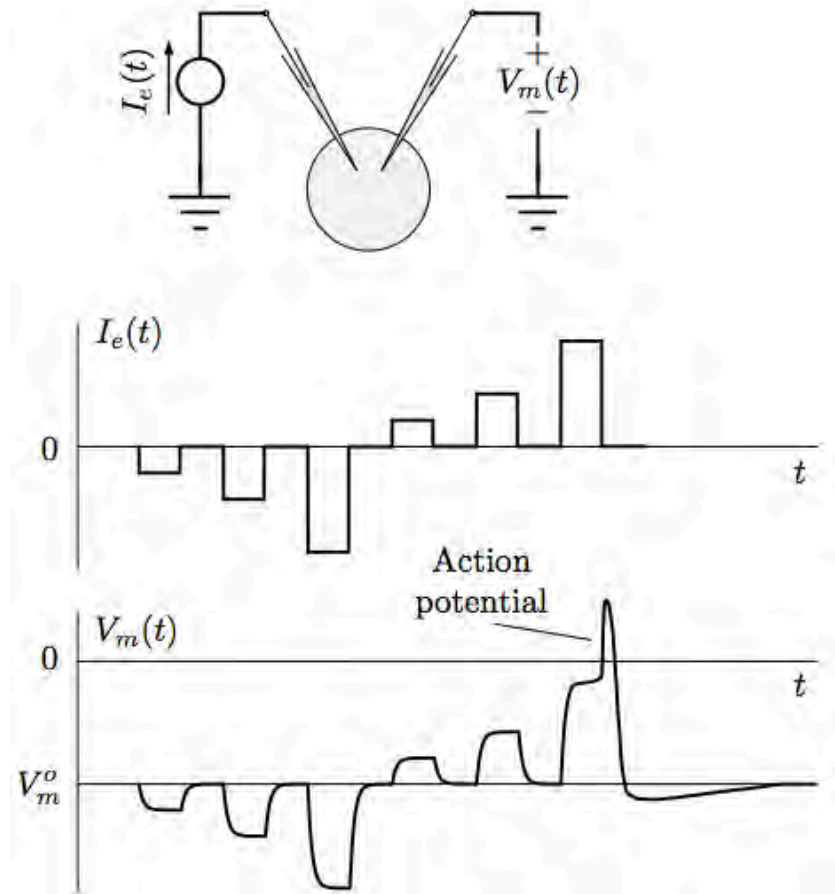 I_e(t)
+
V_m(t)
−
I_e(t)
0
t
Action
potential
V_m(t)
0
t
V_m^o